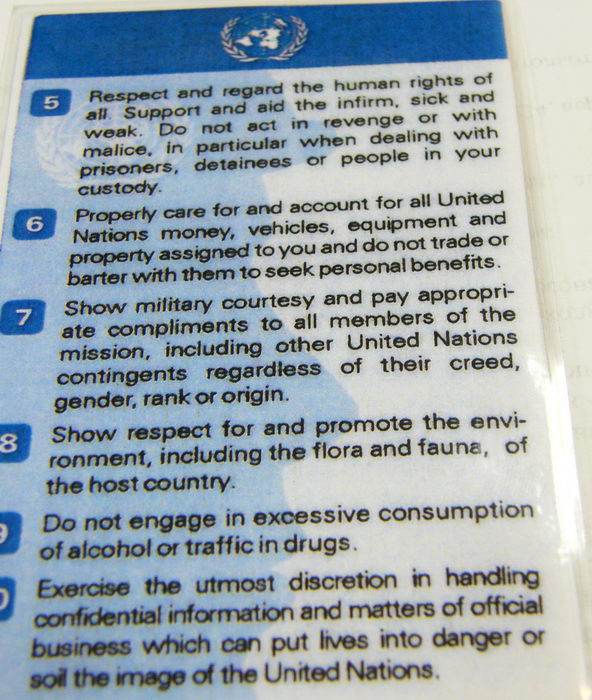 5 Respect and regard the human rights of
all. Support and aid the infirm, sick and
weak. Do not act in revenge or with
malice, in particular when dealing with
prisoners, detainees or people in your
custody.
6 Properly care for and account for all United
Nations money, vehicles, equipment and
property assigned to you and do not trade or
barter with them to seek personal benefits.
7 Show military courtesy and pay appropri-
ate compliments to all members of the
mission, including other United Nations
contingents regardless of their creed,
gender, rank or origin.
8 Show respect for and promote the envi-
ronment, including the flora and fauna, of
the host country.
9 Do not engage in excessive consumption
of alcohol or traffic in drugs.
0 Exercise the utmost discretion in handling
confidential information and matters of official
business which can put lives into danger or
soil the image of the United Nations.